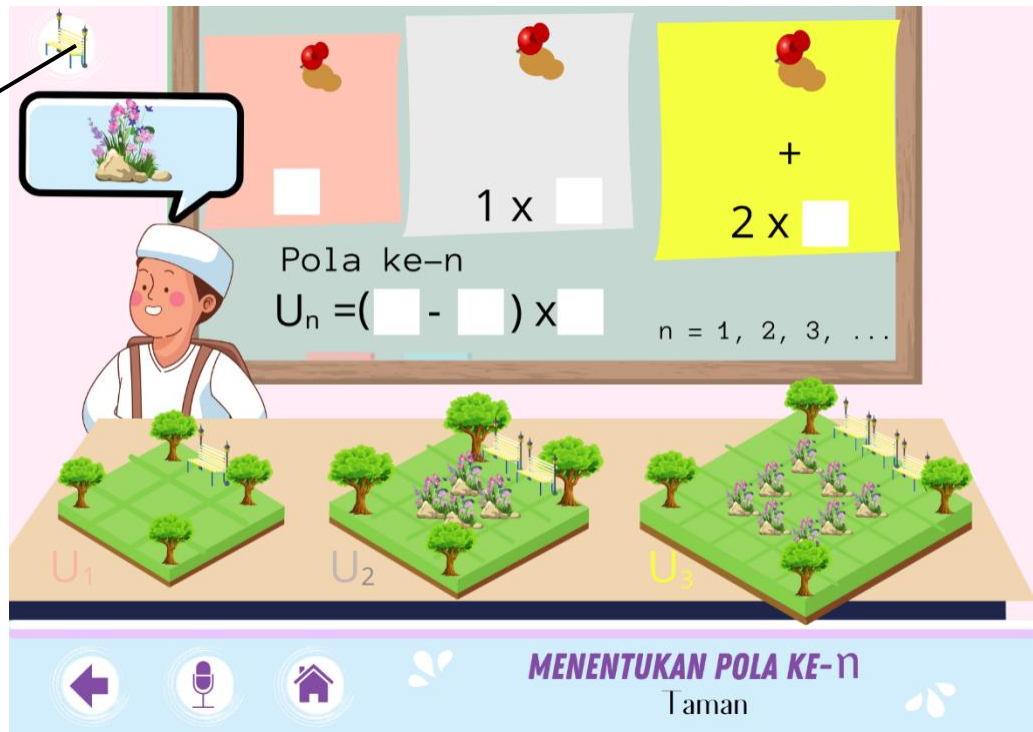 +
1 x
2 x
Pola ke-n
Uₙ =( - ) x
n = 1, 2, 3, ...
U₁
U₂
U₃
MENENTUKAN POLA KE-n
Taman